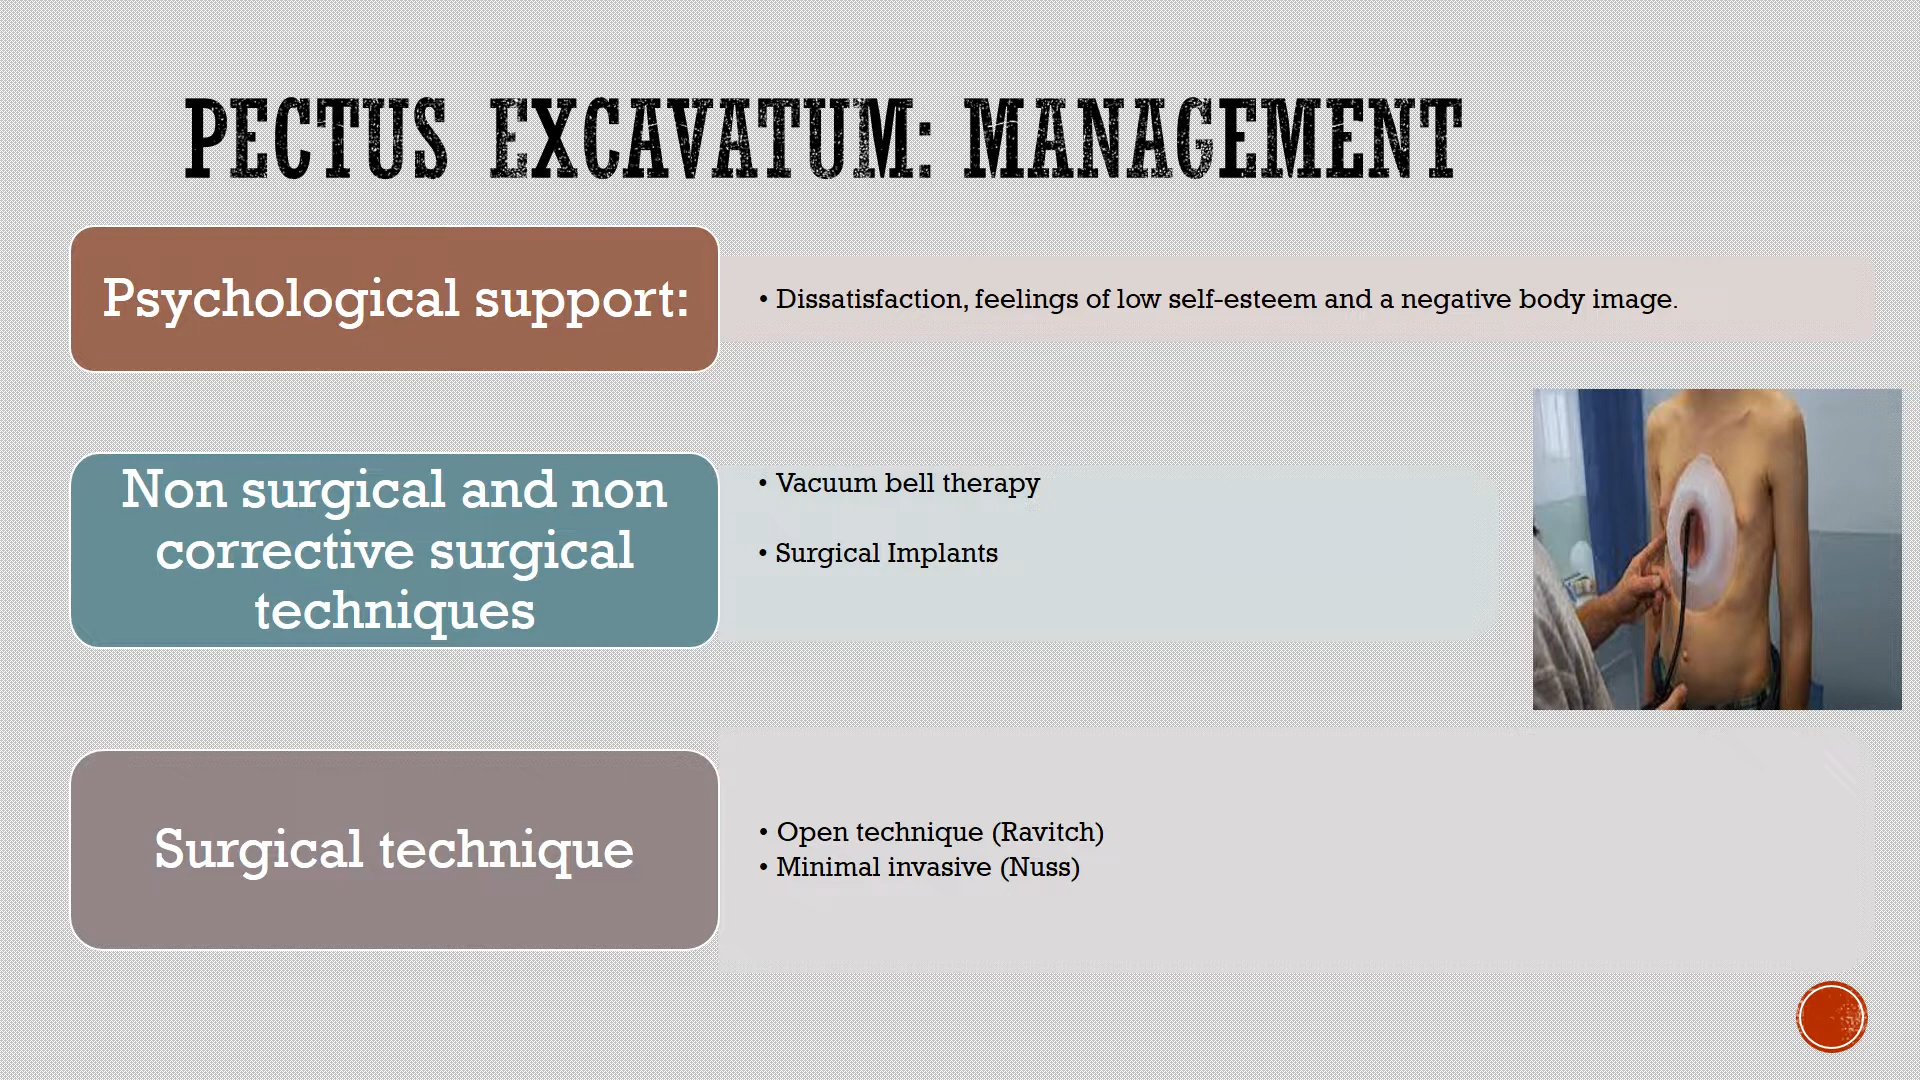 PECTUS EXCAVATUM: MANAGEMENT
Psychological support:
• Dissatisfaction, feelings of low self-esteem and a negative body image.
Non surgical and non
corrective surgical
techniques
• Vacuum bell therapy
• Surgical Implants
Surgical technique
• Open technique (Ravitch)
• Minimal invasive (Nuss)